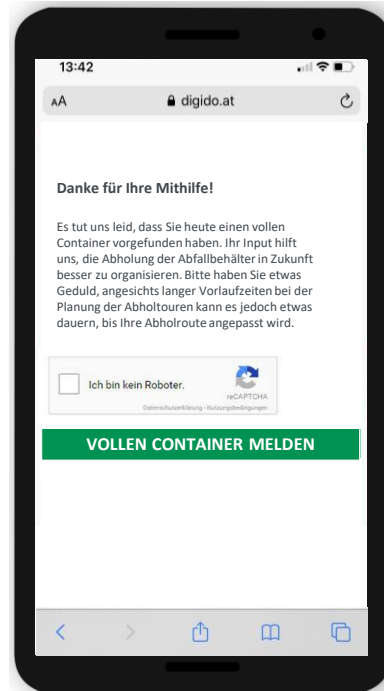 13:42
AA digido.at
Danke für Ihre Mithilfe!
Es tut uns leid, dass Sie heute einen vollen
Container vorgefunden haben. Ihr Input hilft
uns, die Abholung der Abfallbehälter in Zukunft
besser zu organisieren. Bitte haben Sie etwas
Geduld, angesichts langer Vorlaufzeiten bei der
Planung der Abholtouren kann es jedoch etwas
dauern, bis Ihre Abholroute angepasst wird.
Ich bin kein Roboter.
reCAPTCHA
Datenschutzerklärung - Nutzungsbedingungen
VOLLEN CONTAINER MELDEN